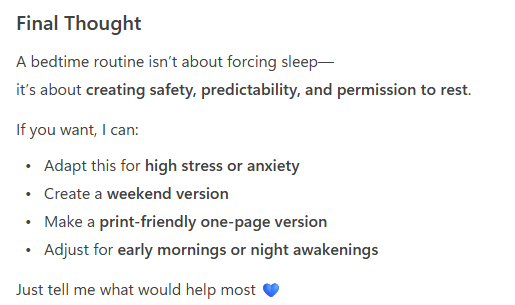 Final Thought
A bedtime routine isn’t about forcing sleep—
it’s about creating safety, predictability, and permission to rest.
If you want, I can:
• Adapt this for high stress or anxiety
• Create a weekend version
• Make a print-friendly one-page version
• Adjust for early mornings or night awakenings
Just tell me what would help most 💙